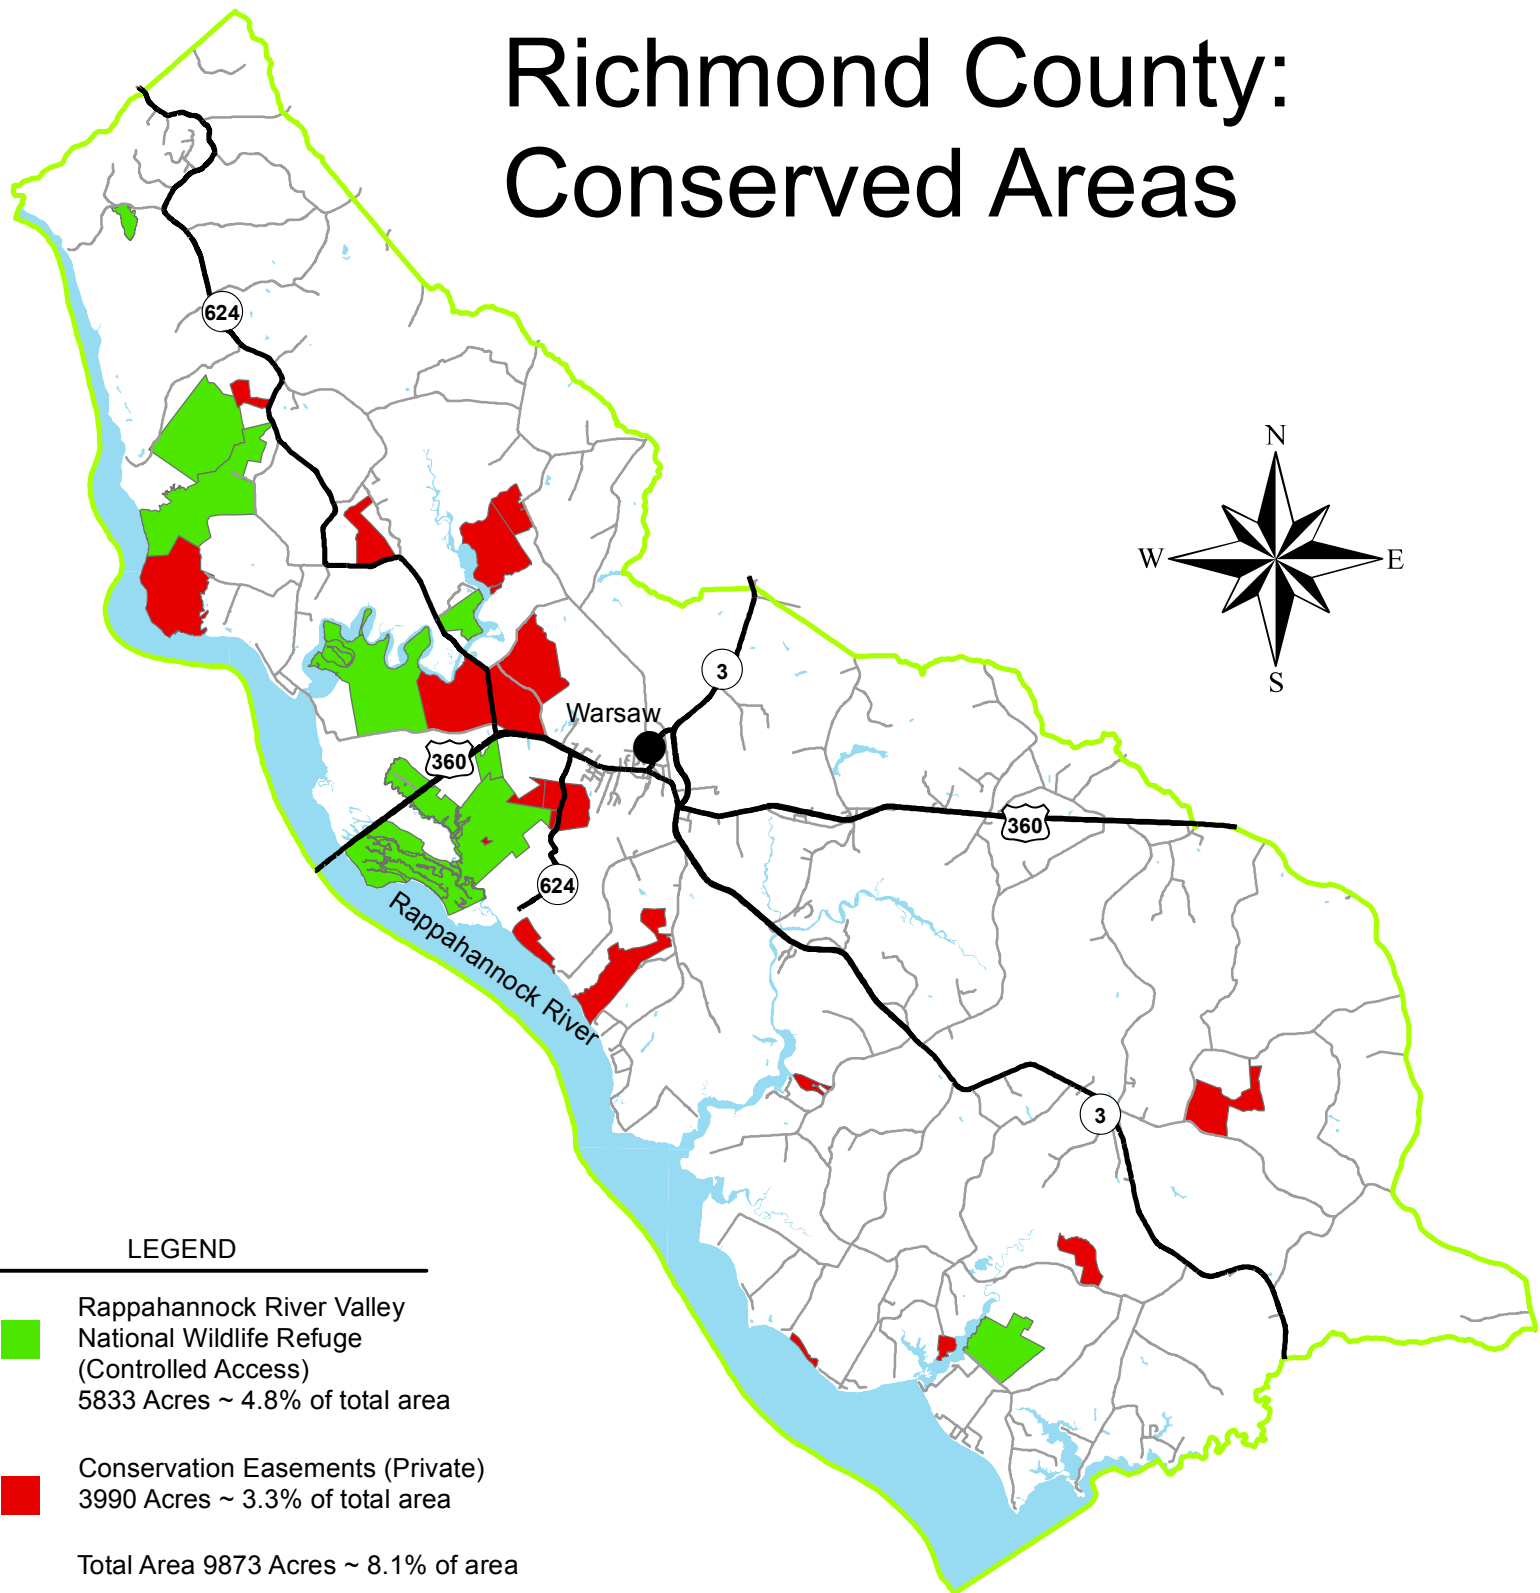 Richmond County:
Conserved Areas
624
N
W
E
S
3
Warsaw
360
360
624
Rappahannock River
3
LEGEND
Rappahannock River Valley
National Wildlife Refuge
(Controlled Access)
5833 Acres ~ 4.8% of total area
Conservation Easements (Private)
3990 Acres ~ 3.3% of total area
Total Area 9873 Acres ~ 8.1% of area